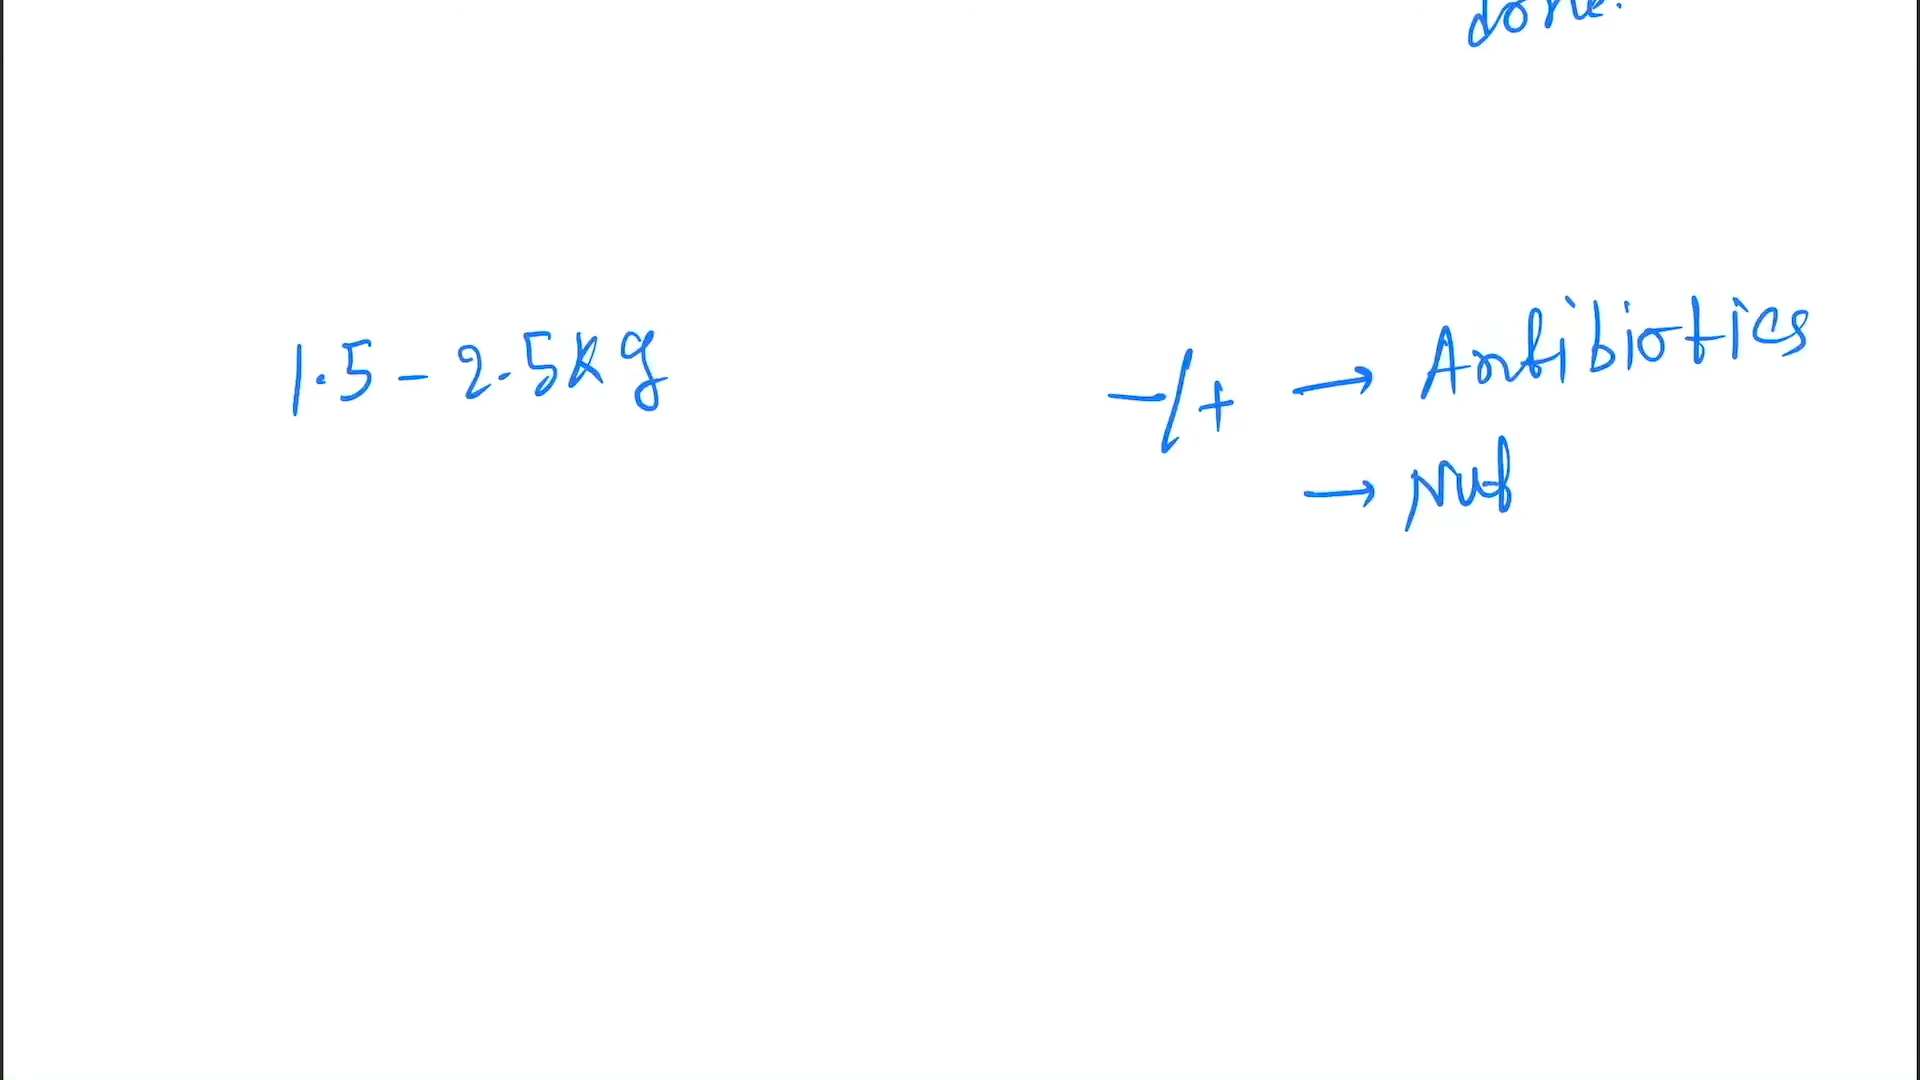 done.
1.5 - 2.5kg -/+ → Antibiotics
→ Nut